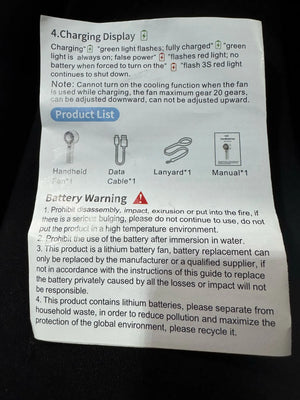 4.Charging Display
Charging" "green light flashes; fully charged" "green
light is always on; false power" "flashes red light; no
battery when forced to turn on the" "flash 3S red light
continues to shut down.
Note: Cannot turn on the cooling function when the fan
is used while charging, the fan maximum gear 20 gears,
can be adjusted downward, can not be adjusted upward.
Product List
Handheld Data Lanyard*1 Manual*1
Fan*1 Cable*1
Battery Warning
1. Prohibit disassembly, impact, extrusion or put into the fire, if
there is a serious bulging, please do not continue to use, do not
put the product in a high temperature environment.
2. Prohibit the use of the battery after immersion in water.
3. This product is a lithium battery fan, battery replacement can
only be replaced by the manufacturer or a qualified supplier, if
not in accordance with the instructions of this guide to replace
the battery privately caused by all the losses or impact will not
be responsible.
4. This product contains lithium batteries, please separate from
household waste, in order to reduce pollution and maximize the
protection of the global environment, please recycle it.